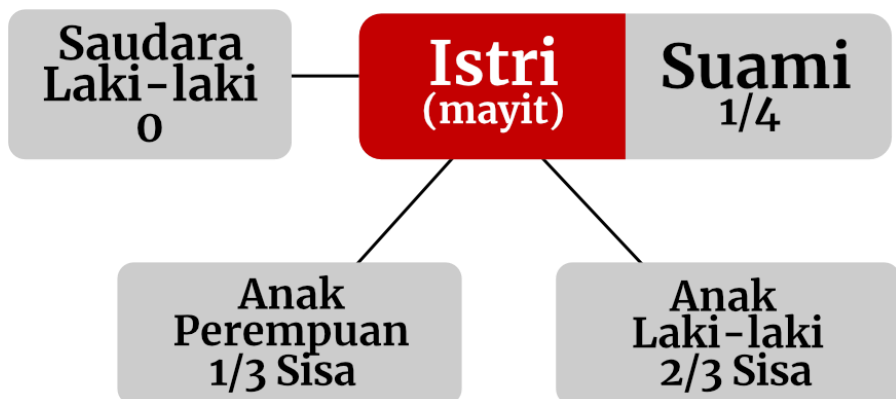 Saudara
Laki-laki
0
Istri
(mayit)
Suami
1/4
Anak
Perempuan
1/3 Sisa
Anak
Laki-laki
2/3 Sisa